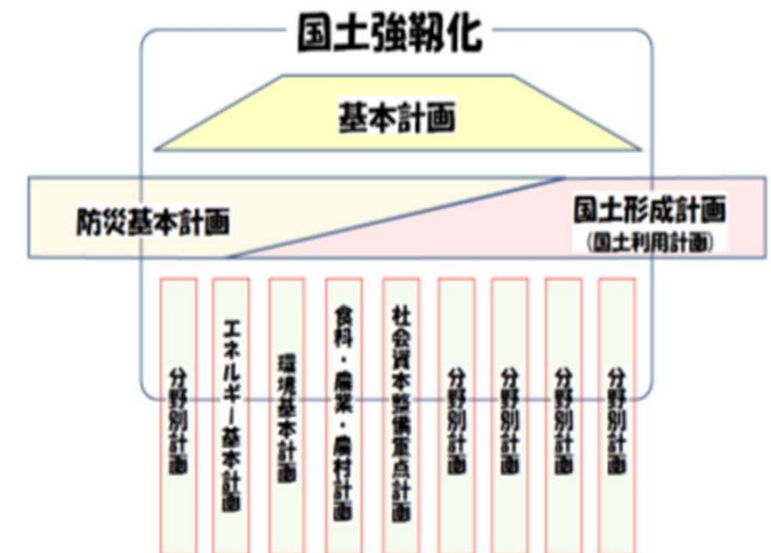 国土強靱化
基本計画
防災基本計画
国土形成計画
（国土利用計画）
分野別計画
エネルギー基本計画
環境基本計画
食料・農業・農村計画
社会資本整備重点計画
分野別計画
分野別計画
分野別計画
分野別計画